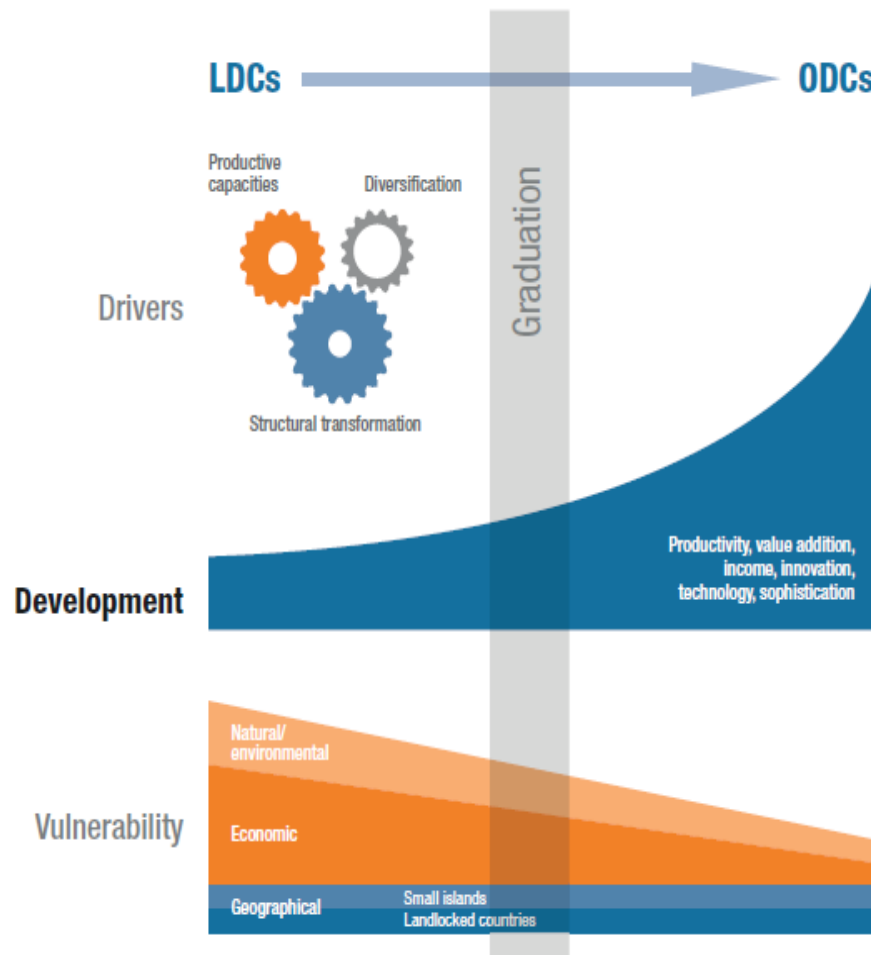 LDCs
ODCs
Productive
capacities
Diversification
Graduation
Drivers
Structural transformation
Productivity, value addition,
income, innovation,
technology, sophistication
Development
Natural/
environmental
Vulnerability
Economic
Geographical
Small islands
Landlocked countries